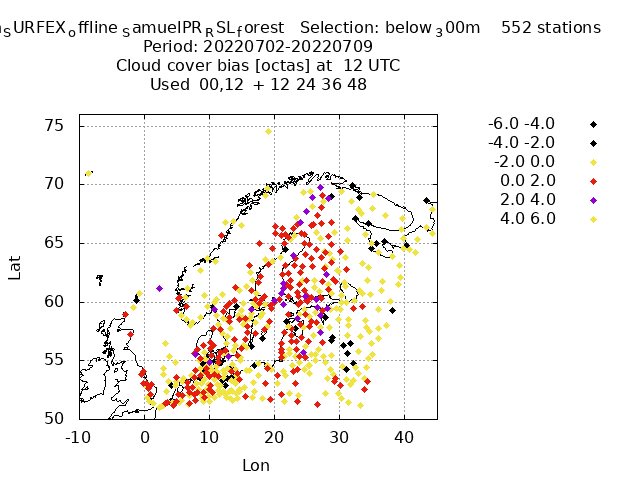 SURFEXoffline SamuelPRRSLforest Selection: below300m 552 stations
Period: 20220702-20220709
Cloud cover bias [octas] at 12 UTC
Used 00,12 + 12 24 36 48
75
70
65
60
55
50
-10 0 10 20 30 40
Lat
Lon
-6.0 -4.0
-4.0 -2.0
-2.0 0.0
0.0 2.0
2.0 4.0
4.0 6.0